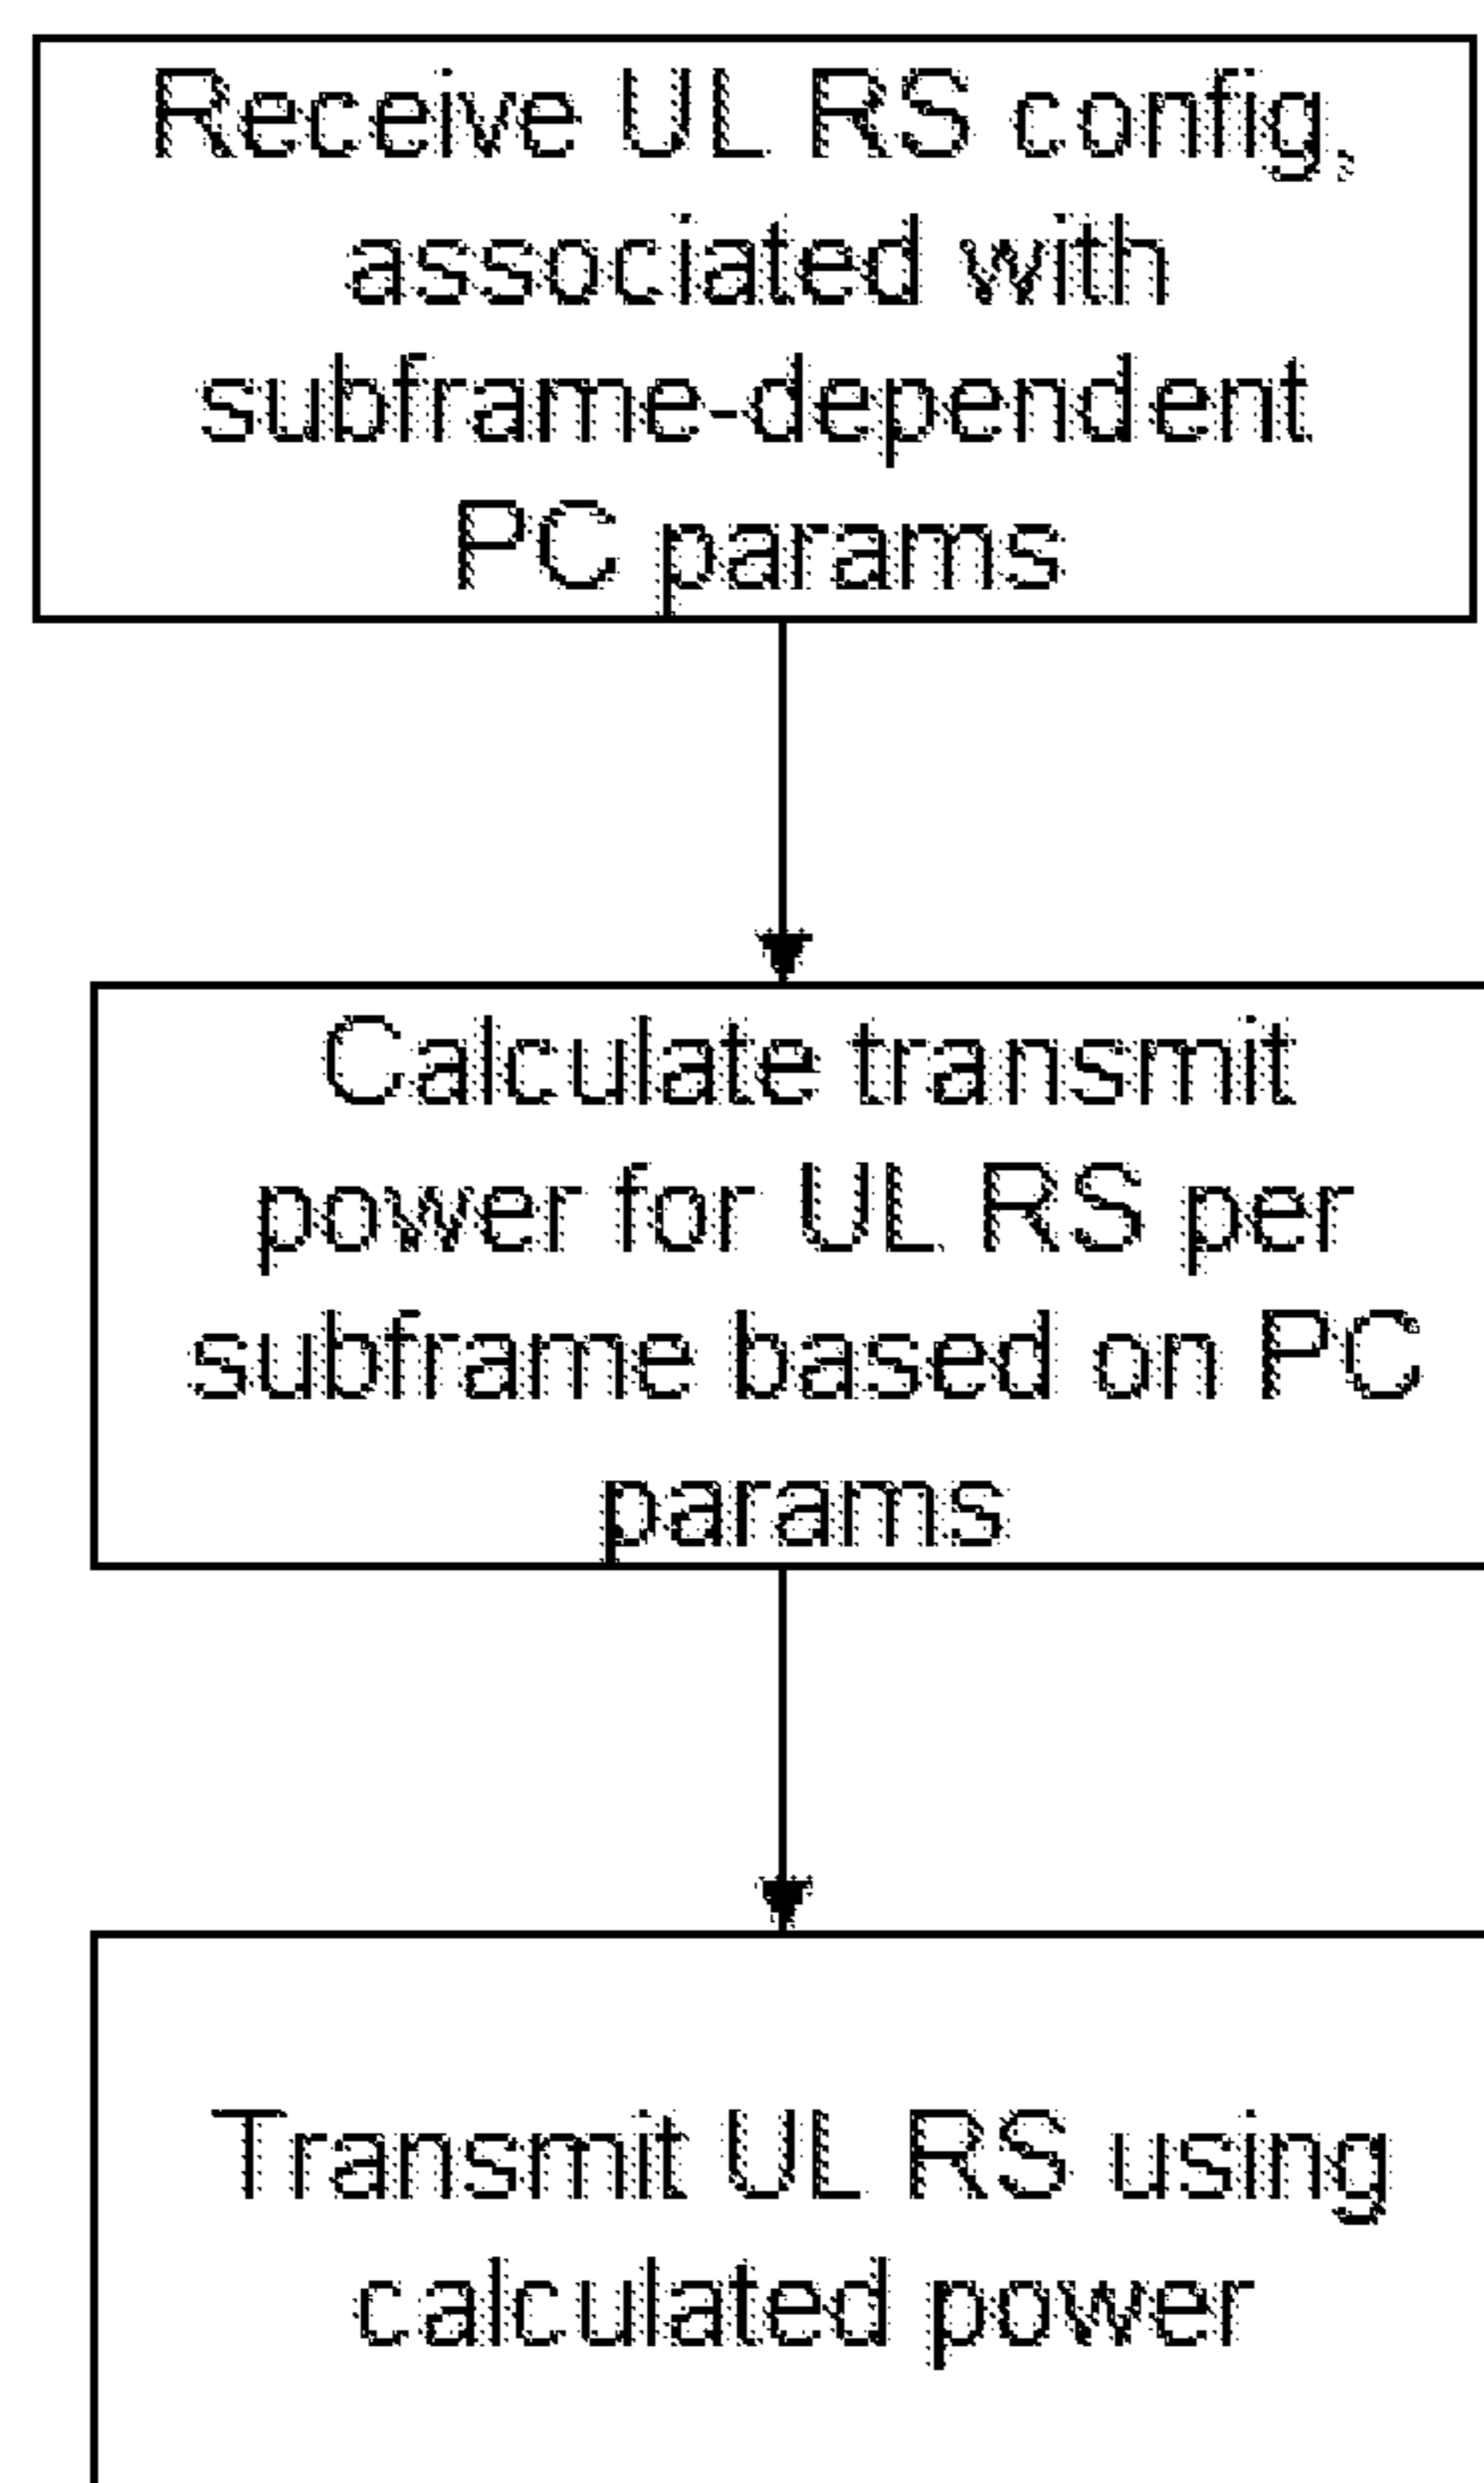 Receive UL RS config,
associated with
subframe-dependent
PC params
Calculate transmit
power for UL RS per
subframe based on PC
params
Transmit UL RS using
calculated power